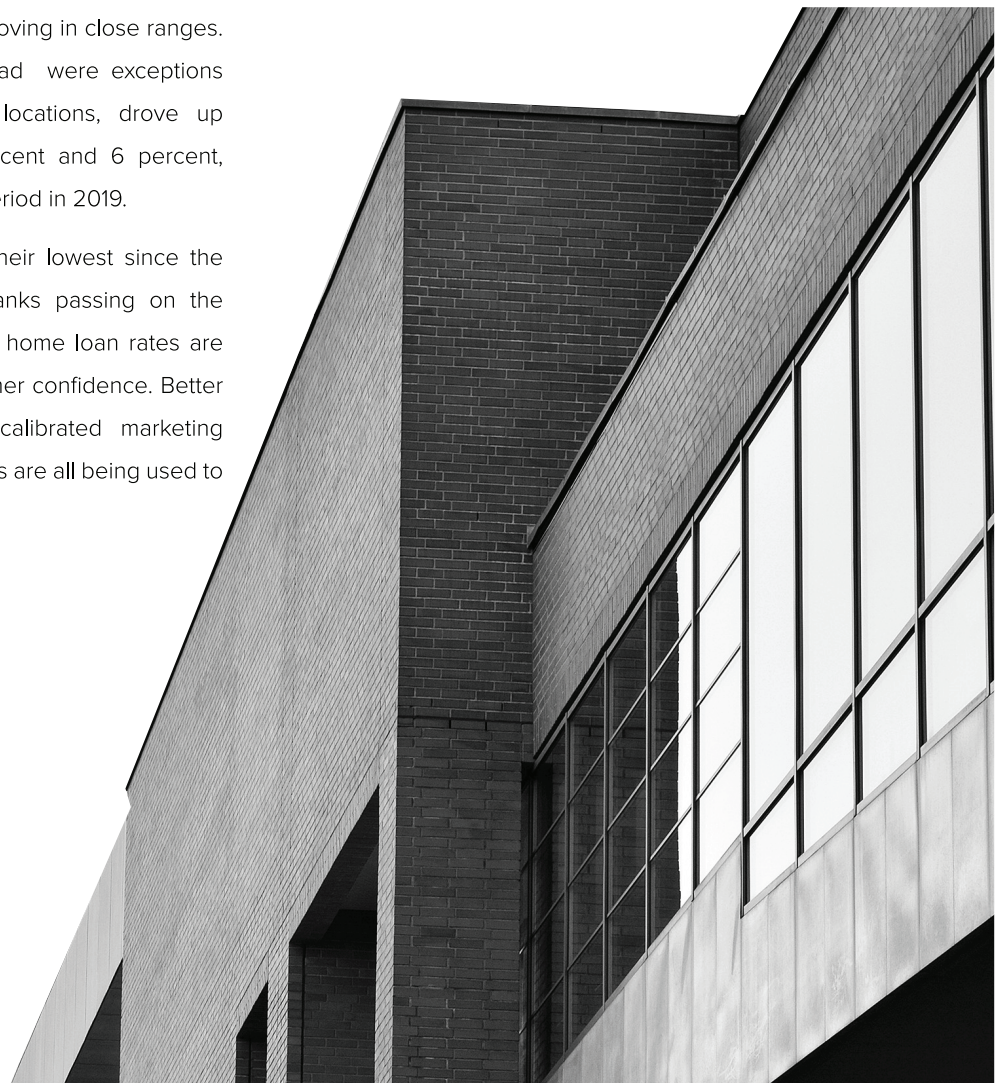 oving in close ranges.
ad were exceptions
locations, drove up
cent and 6 percent,
eriod in 2019.
heir lowest since the
anks passing on the
home loan rates are
her confidence. Better
calibrated marketing
s are all being used to